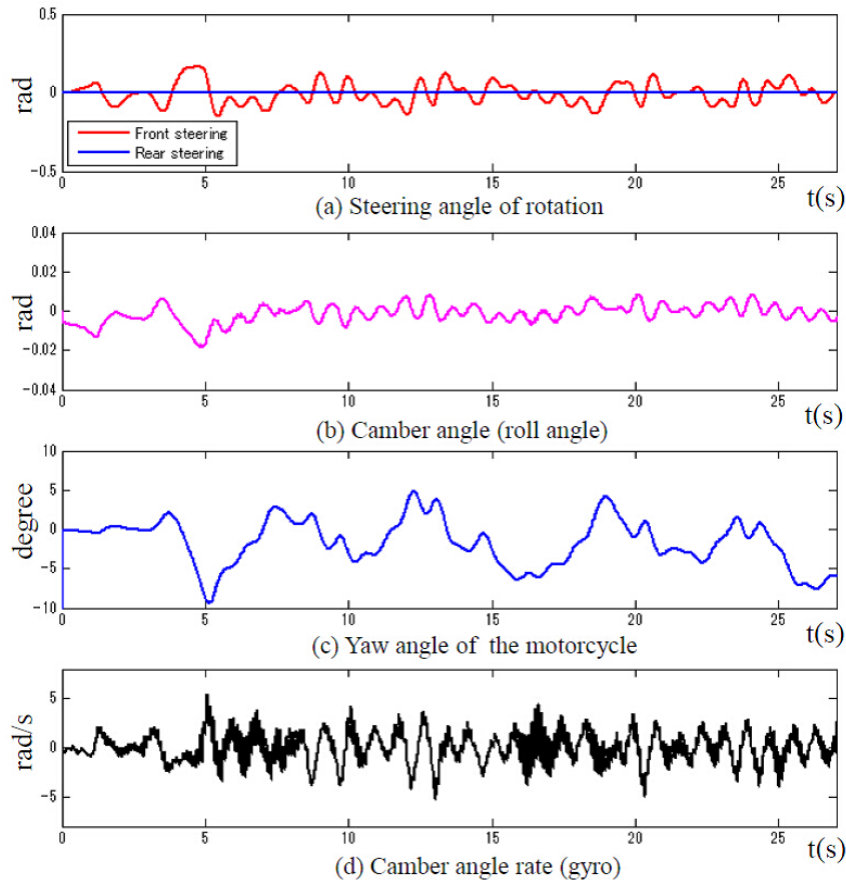 0.5
0
-0.5
rad
Front steering
Rear steering
0 5 10 15 20 25 t(s)
(a) Steering angle of rotation
0.04
0.02
0
-0.02
-0.04
rad
0 5 10 15 20 25 t(s)
(b) Camber angle (roll angle)
10
5
0
-5
-10
degree
0 5 10 15 20 25 t(s)
(c) Yaw angle of the motorcycle
5
0
-5
rad/s
0 5 10 15 20 25 t(s)
(d) Camber angle rate (gyro)